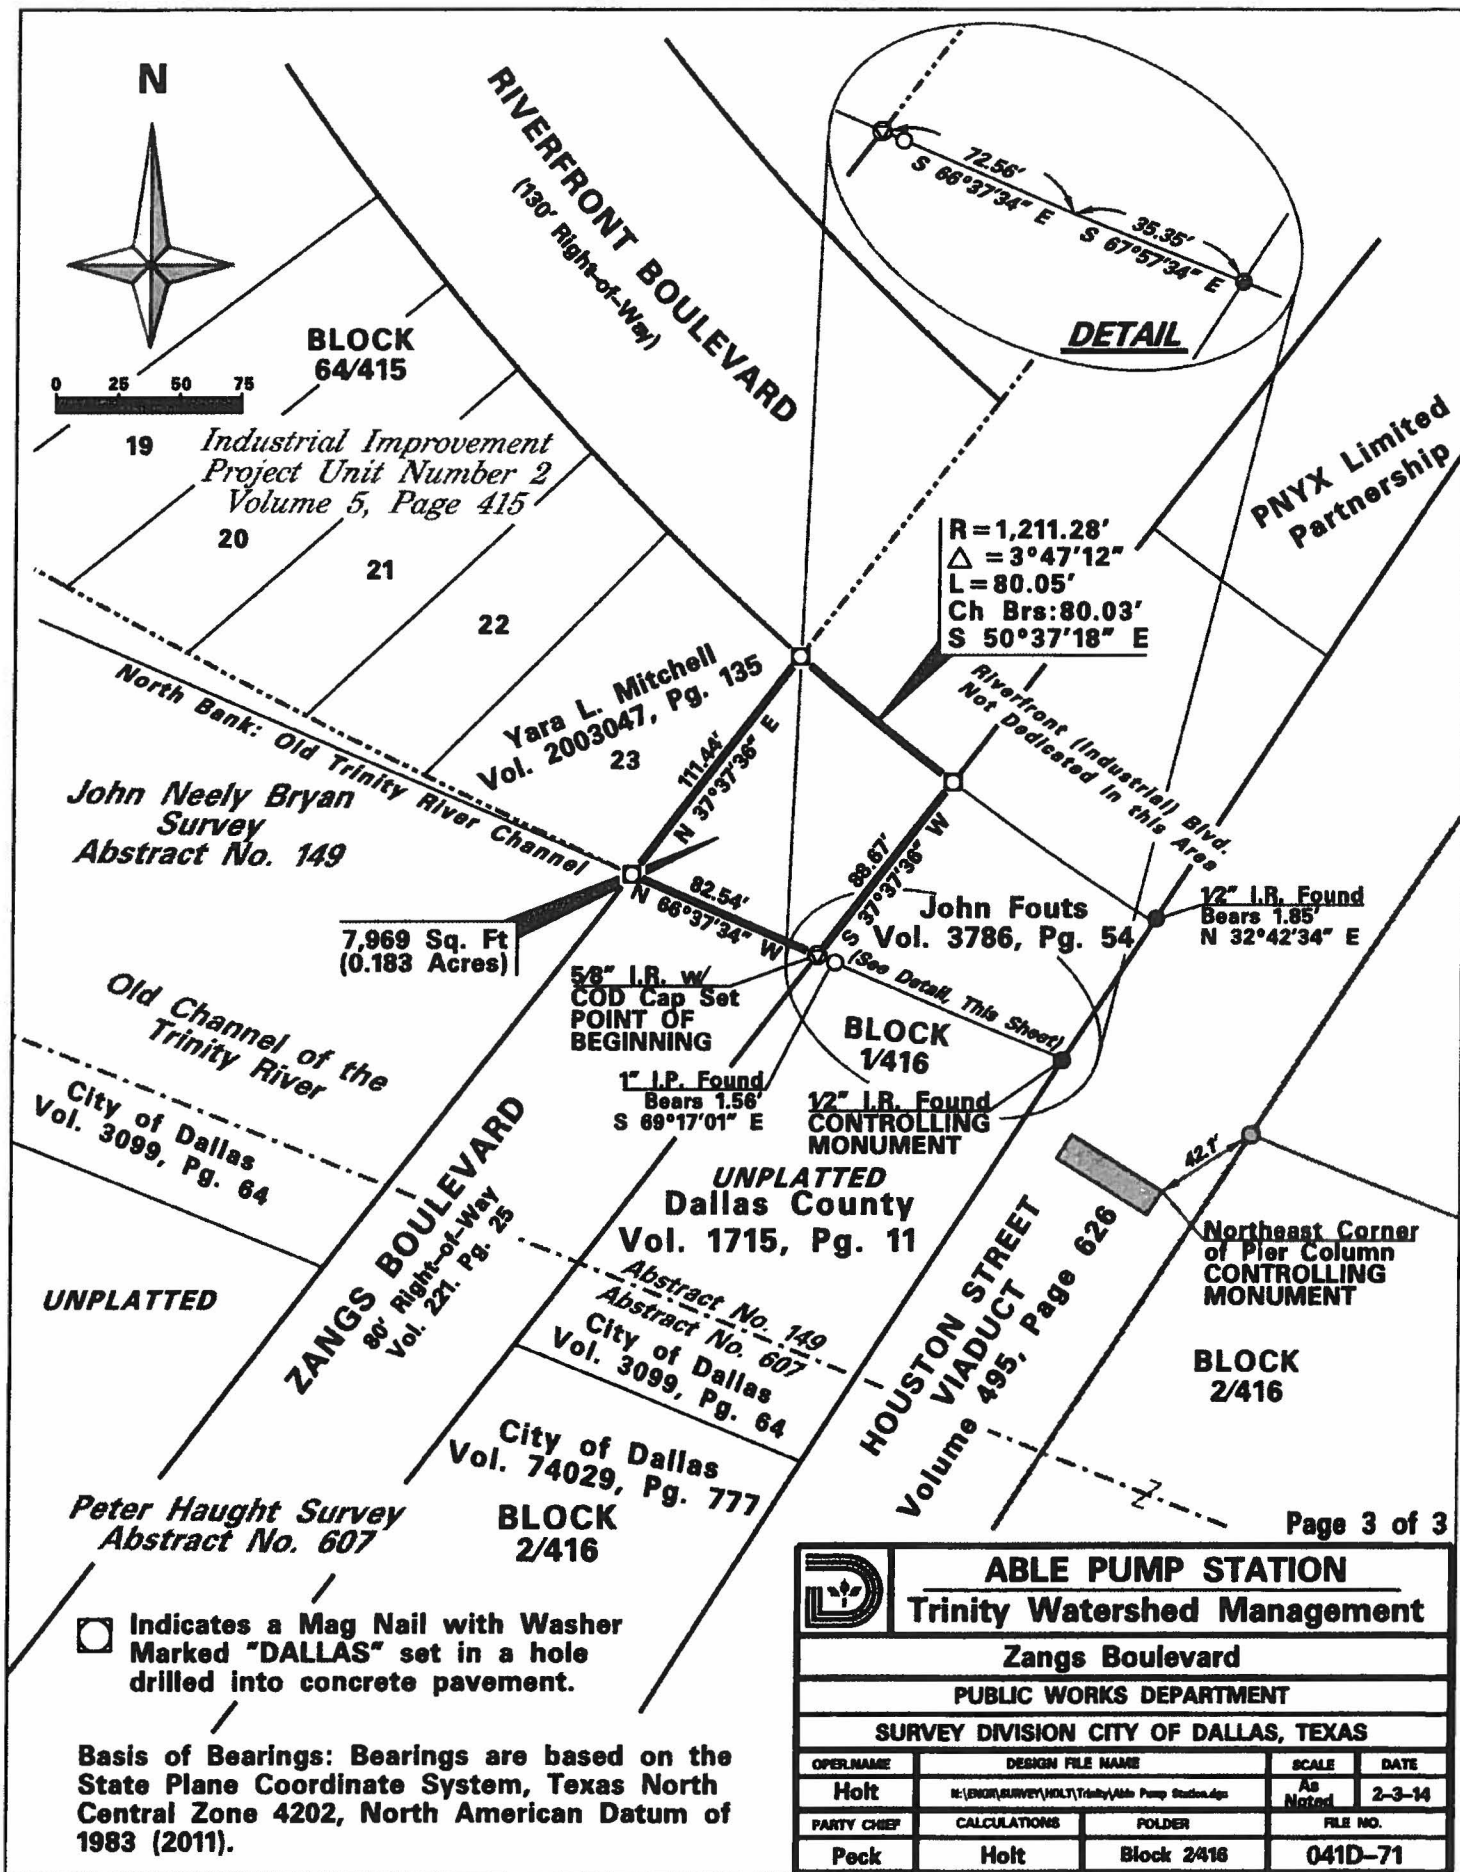 N
RIVERFRONT BOULEVARD
(130' Right-of-Way)
72.56'
S 66°37'34" E
35.35'
S 67°57'34" E
DETAIL
BLOCK
64/415
0 25 50 75
19
Industrial Improvement
Project Unit Number 2
Volume 5, Page 415
20
21
22
PNYX Limited
Partnership
R=1,211.28'
△ =3°47'12"
L=80.05'
Ch Brs:80.03'
S 50°37'18" E
North Bank: Old Trinity River Channel
Yara L. Mitchell
Vol. 2003047, Pg. 135
23
111.44'
N 37°37'36" E
Riverfront (Industrial) Blvd.
Not Dedicated In this Area
John Neely Bryan
Survey
Abstract No. 149
82.54'
N 66°37'34" W
88.67'
S 37°37'36" W
John Fouts
Vol. 3786, Pg. 54
(See Detail, This Sheet)
1/2" I.R. Found
Bears 1.85'
N 32°42'34" E
7,969 Sq. Ft
(0.183 Acres)
5/8" I.R. w/
COD Cap Set
POINT OF
BEGINNING
Old Channel of the
Trinity River
BLOCK
1/416
1" I.P. Found
Bears 1.56'
S 69°17'01" E
1/2" I.R. Found
CONTROLLING
MONUMENT
City of Dallas
Vol. 3099, Pg. 64
42.1'
UNPLATTED
Dallas County
Vol. 1715, Pg. 11
Northeast Corner
of Pier Column
CONTROLLING
MONUMENT
UNPLATTED
ZANGS BOULEVARD
80' Right-of-Way
Vol. 221. Pg. 25
Abstract No. 149
Abstract No. 607
City of Dallas
Vol. 3099, Pg. 64
HOUSTON STREET
VIADUCT
Volume 495, Page 626
BLOCK
2/416
City of Dallas
Vol. 74029, Pg. 777
BLOCK
2/416
Peter Haught Survey
Abstract No. 607
Page 3 of 3
Indicates a Mag Nail with Washer
Marked "DALLAS" set in a hole
drilled into concrete pavement.
Basis of Bearings: Bearings are based on the
State Plane Coordinate System, Texas North
Central Zone 4202, North American Datum of
1983 (2011).
ABLE PUMP STATION
Trinity Watershed Management
Zangs Boulevard
PUBLIC WORKS DEPARTMENT
SURVEY DIVISION CITY OF DALLAS, TEXAS
OPER.NAME DESIGN FILE NAME SCALE DATE
Holt N:\ENGR\SURVEY\HOLT\Trinity\Able Pump Station.dgn As Noted 2-3-14
PARTY CHIEF CALCULATIONS FOLDER FILE NO.
Peck Holt Block 2/416 041D-71